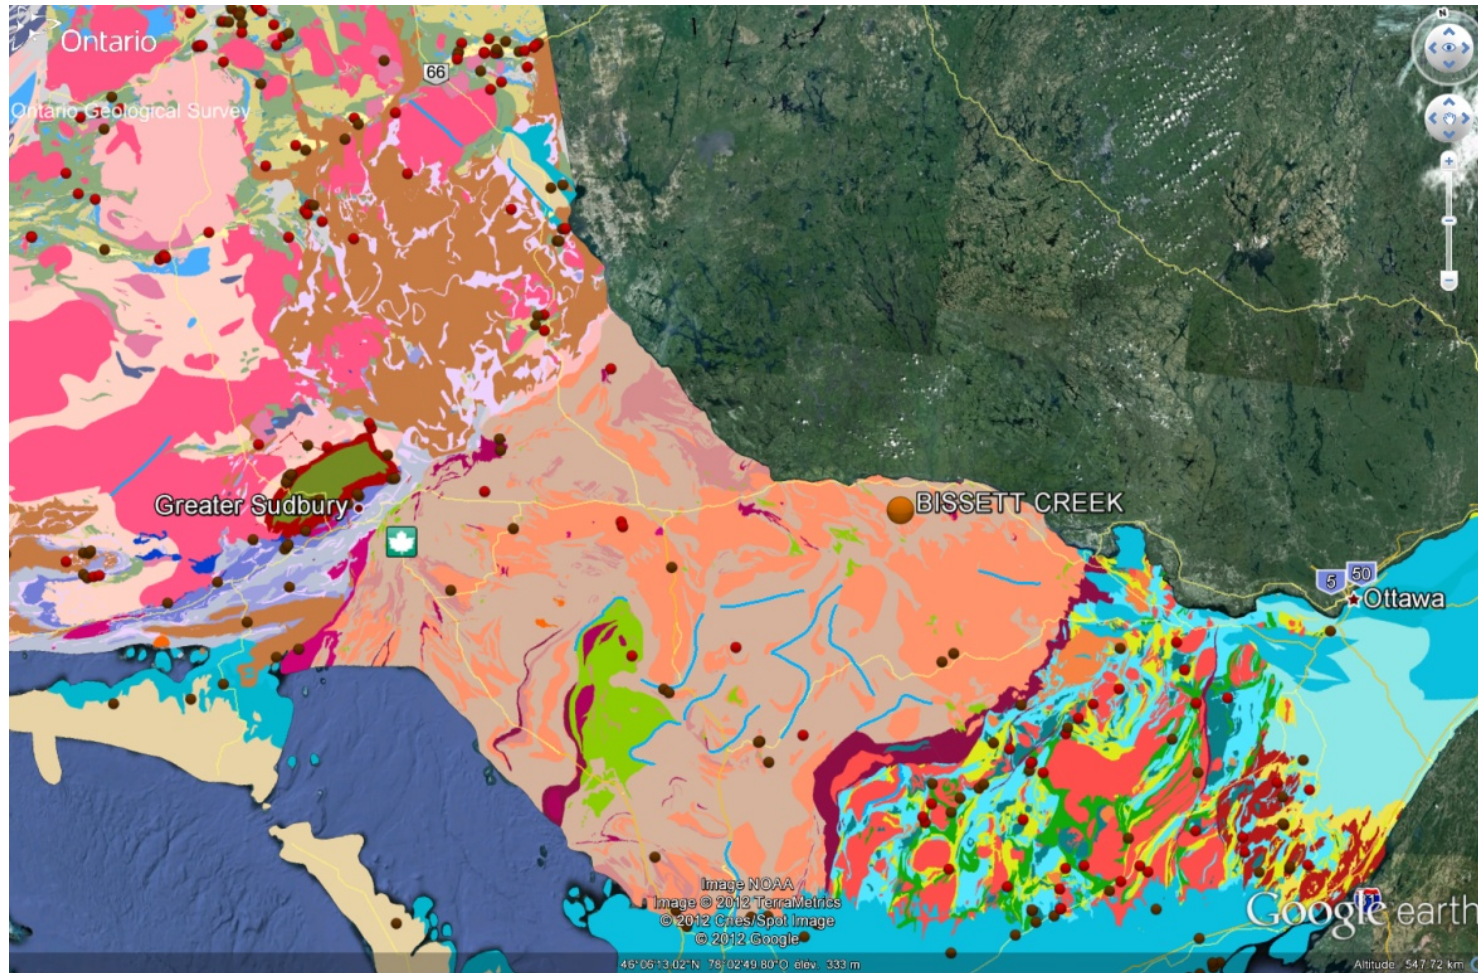 Ontario
66
Ontario Geological Survey
N
Greater Sudbury
BISSETT CREEK
5
50
Ottawa
Image NOAA
Image © 2012 TerraMetrics
© 2012 Cnes/Spot Image
© 2012 Google
Google earth
46°06'13.02"N 78°02'49.80"O élév. 333 m
Altitude 547.72 km